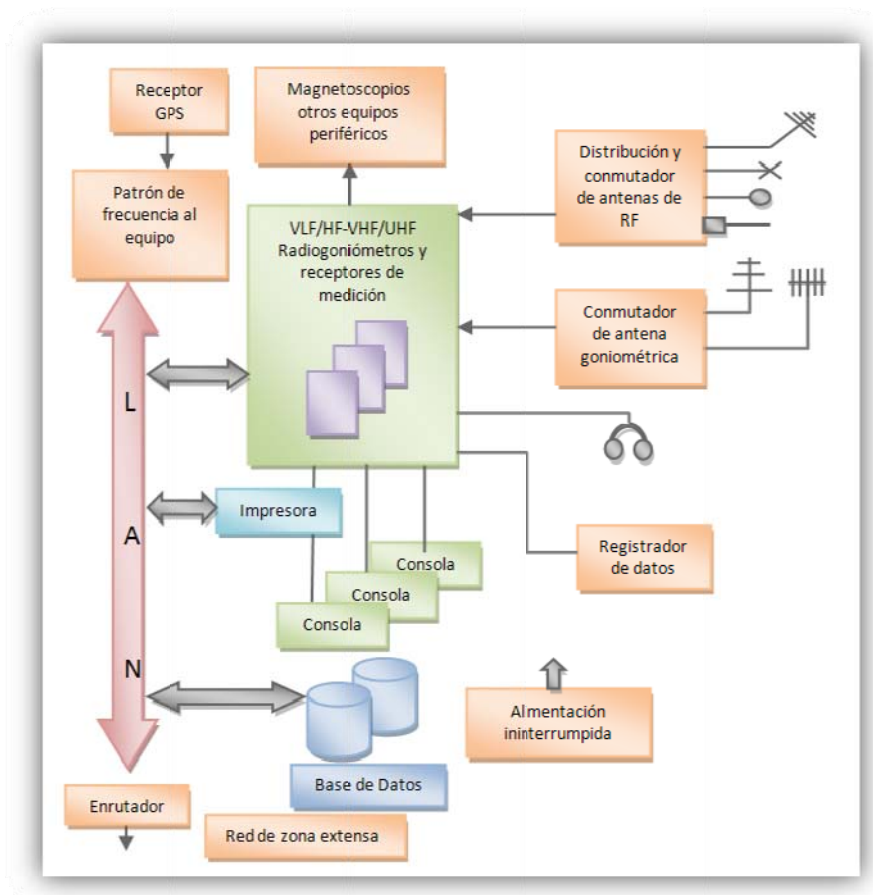 Receptor
GPS
Magnetoscopios
otros equipos
periféricos
Distribución y
conmutador
de antenas de
RF
Patrón de
frecuencia al
equipo
VLF/HF-VHF/UHF
Radiogoniómetros y
receptores de
medición
Conmutador
de antena
goniométrica
L
A
N
Impresora
Registrador
de datos
Consola
Consola
Consola
Alimentación
ininterrumpida
Base de Datos
Enrutador
Red de zona extensa